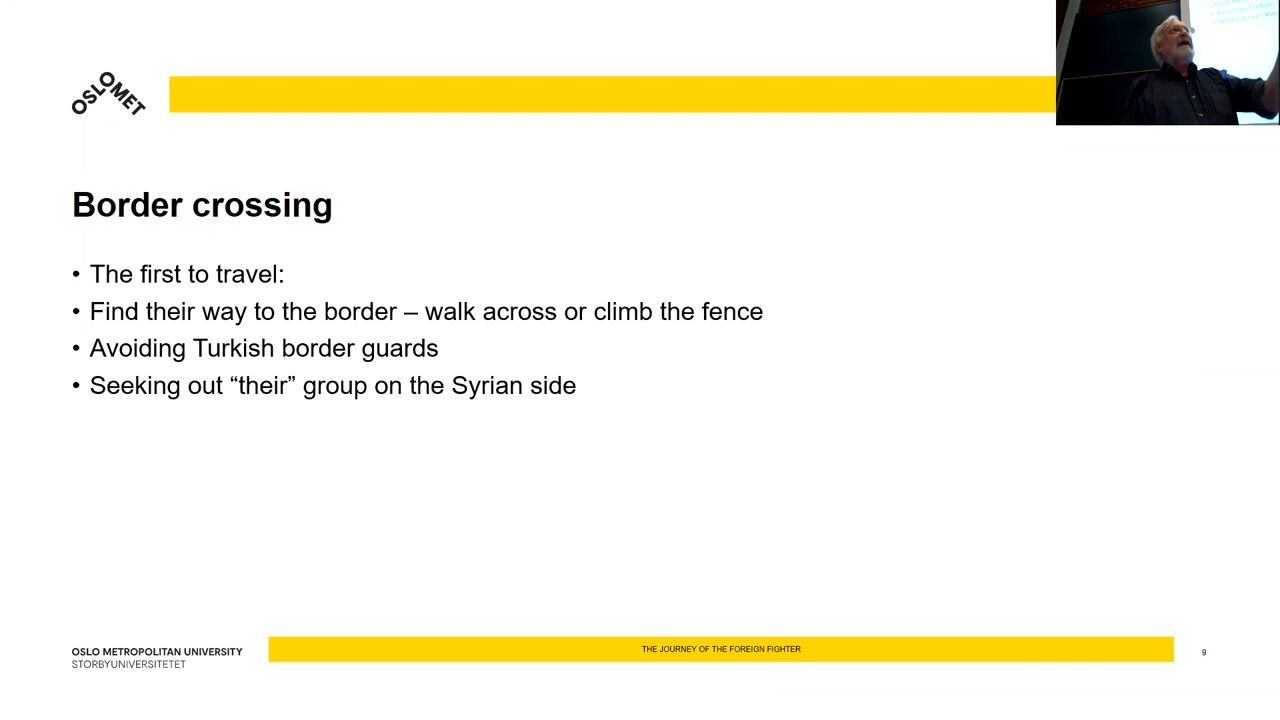 OSLOMET
Border crossing
• The first to travel:
• Find their way to the border – walk across or climb the fence
• Avoiding Turkish border guards
• Seeking out “their” group on the Syrian side
OSLO METROPOLITAN UNIVERSITY
STORBYUNIVERSITETET
THE JOURNEY OF THE FOREIGN FIGHTER
9